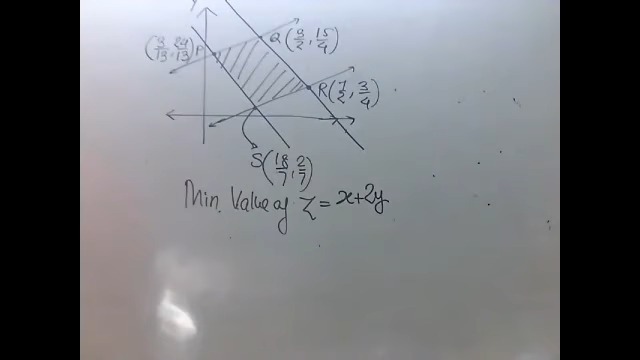 Y
(3/13, 24/13) P
Q (3/2, 15/4)
R (7/2, 3/4)
S (18/7, 2/7)
Min. Value of Z = x+2y